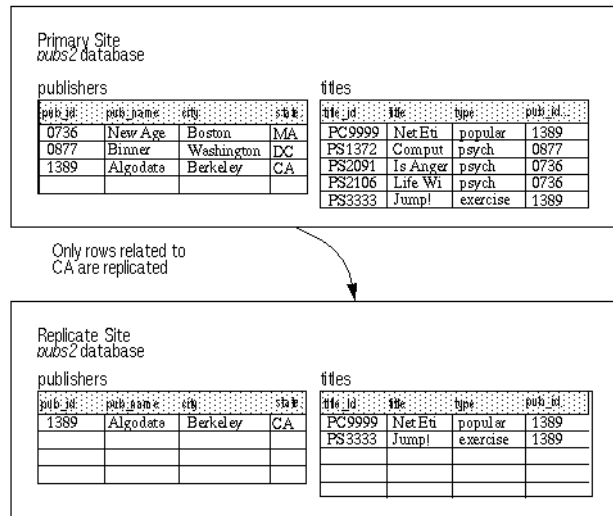 Primary Site
pubs2 database
publishers
pub_id pub_name city state
0736 New Age Boston MA
0877 Binner Washington DC
1389 Algodata Berkeley CA
titles
title_id title type pub_id...
PC9999 Net Eti popular 1389
PS1372 Comput psych 0877
PS2091 Is Anger psych 0736
PS2106 Life Wi psych 0736
PS3333 Jump! exercise 1389
Only rows related to
CA are replicated
Replicate Site
pubs2 database
publishers
pub_id pub_name city state
1389 Algodata Berkeley CA
titles
title_id title type pub_id
PC9999 Net Eti popular 1389
PS3333 Jump! exercise 1389